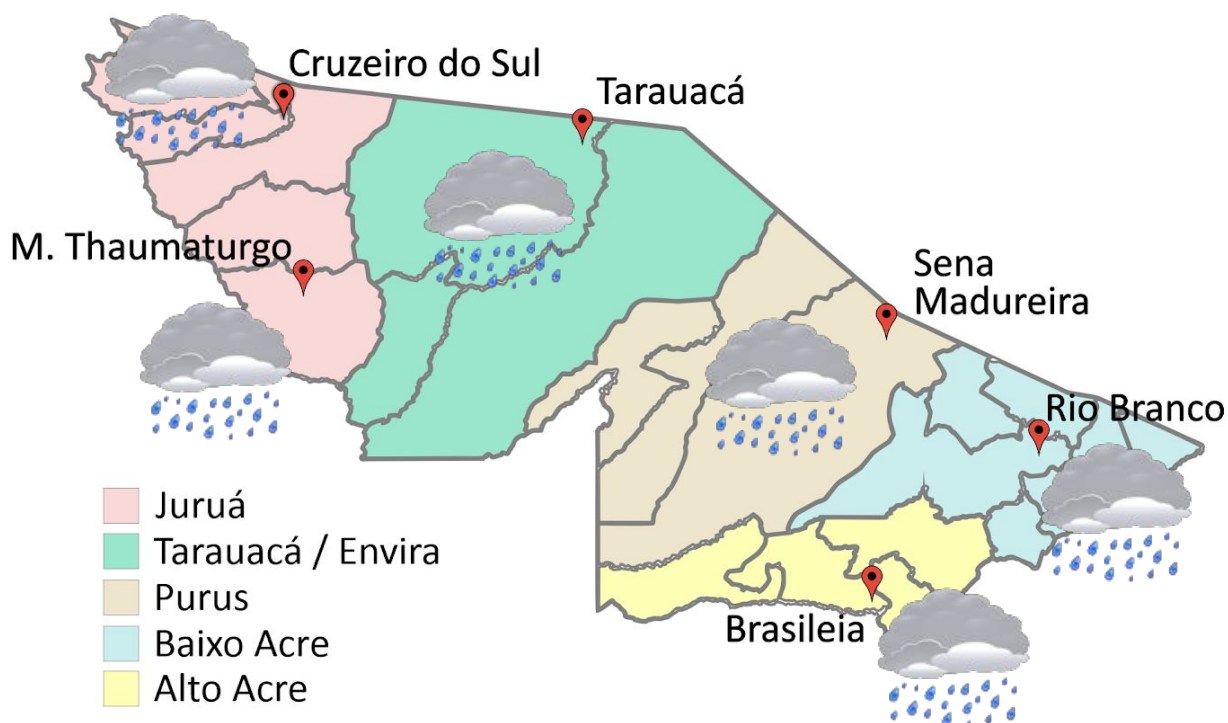 Cruzeiro do Sul
Tarauacá
M. Thaumaturgo
Sena
Madureira
Rio Branco
Brasileia
Juruá
Tarauacá / Envira
Purus
Baixo Acre
Alto Acre